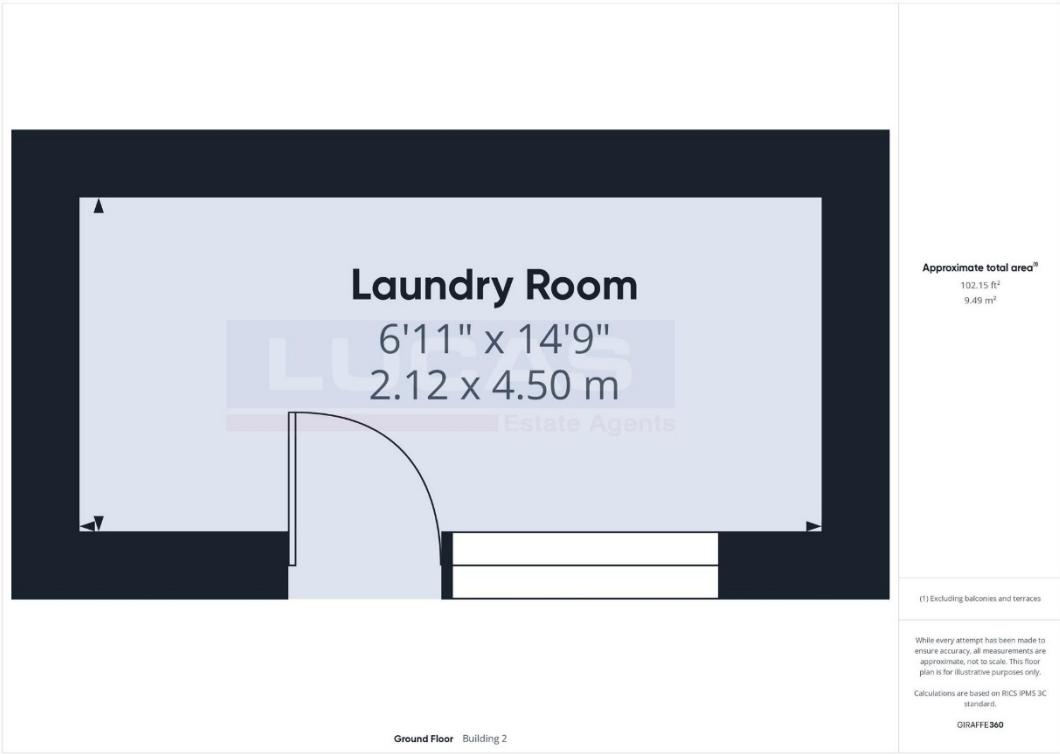 Laundry Room
6'11" x 14'9"
2.12 x 4.50 m
LUCAS
Estate Agents
Ground Floor Building 2
Approximate total area⁽¹⁾
102.15 ft²
9.49 m²
(1) Excluding balconies and terraces
While every attempt has been made to
ensure accuracy, all measurements are
approximate, not to scale. This floor
plan is for illustrative purposes only.
Calculations are based on RICS IPMS 3C
standard.
GIRAFFE360